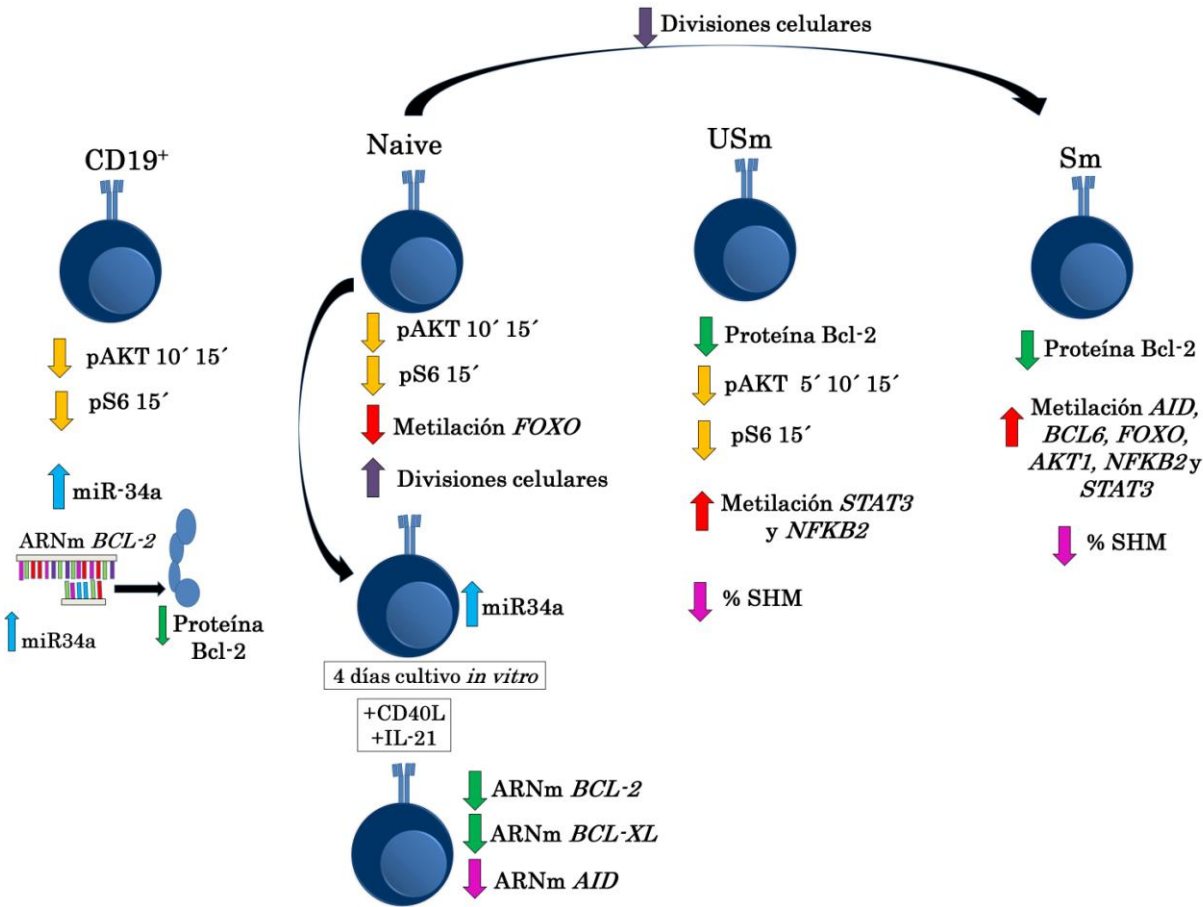 Divisiones celulares
CD19⁺
pAKT 10´ 15´
pS6 15´
miR-34a
ARNm BCL-2
miR34a
Proteína
Bcl-2
Naive
pAKT 10´ 15´
pS6 15´
Metilación FOXO
Divisiones celulares
miR34a
4 días cultivo in vitro
+CD40L
+IL-21
ARNm BCL-2
ARNm BCL-XL
ARNm AID
USm
Proteína Bcl-2
pAKT 5´ 10´ 15´
pS6 15´
Metilación STAT3
y NFKB2
% SHM
Sm
Proteína Bcl-2
Metilación AID,
BCL6, FOXO,
AKT1, NFKB2 y
STAT3
% SHM